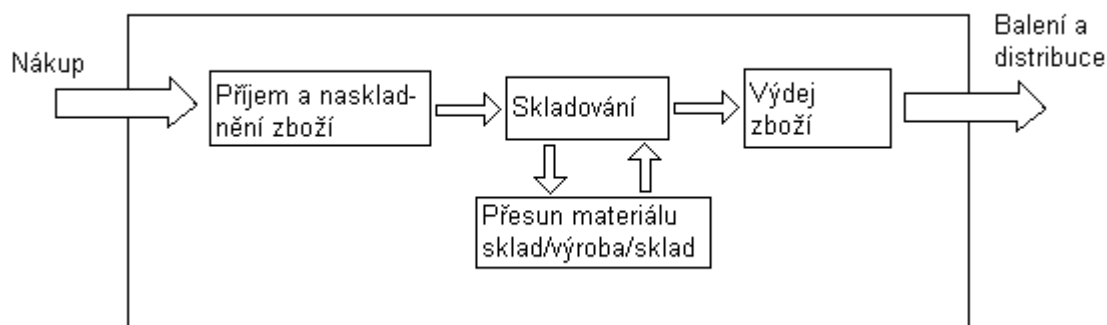 Nákup
Příjem a nasklad-
nění zboží
Skladování
Přesun materiálu
sklad/výroba/sklad
Výdej
zboží
Balení a
distribuce